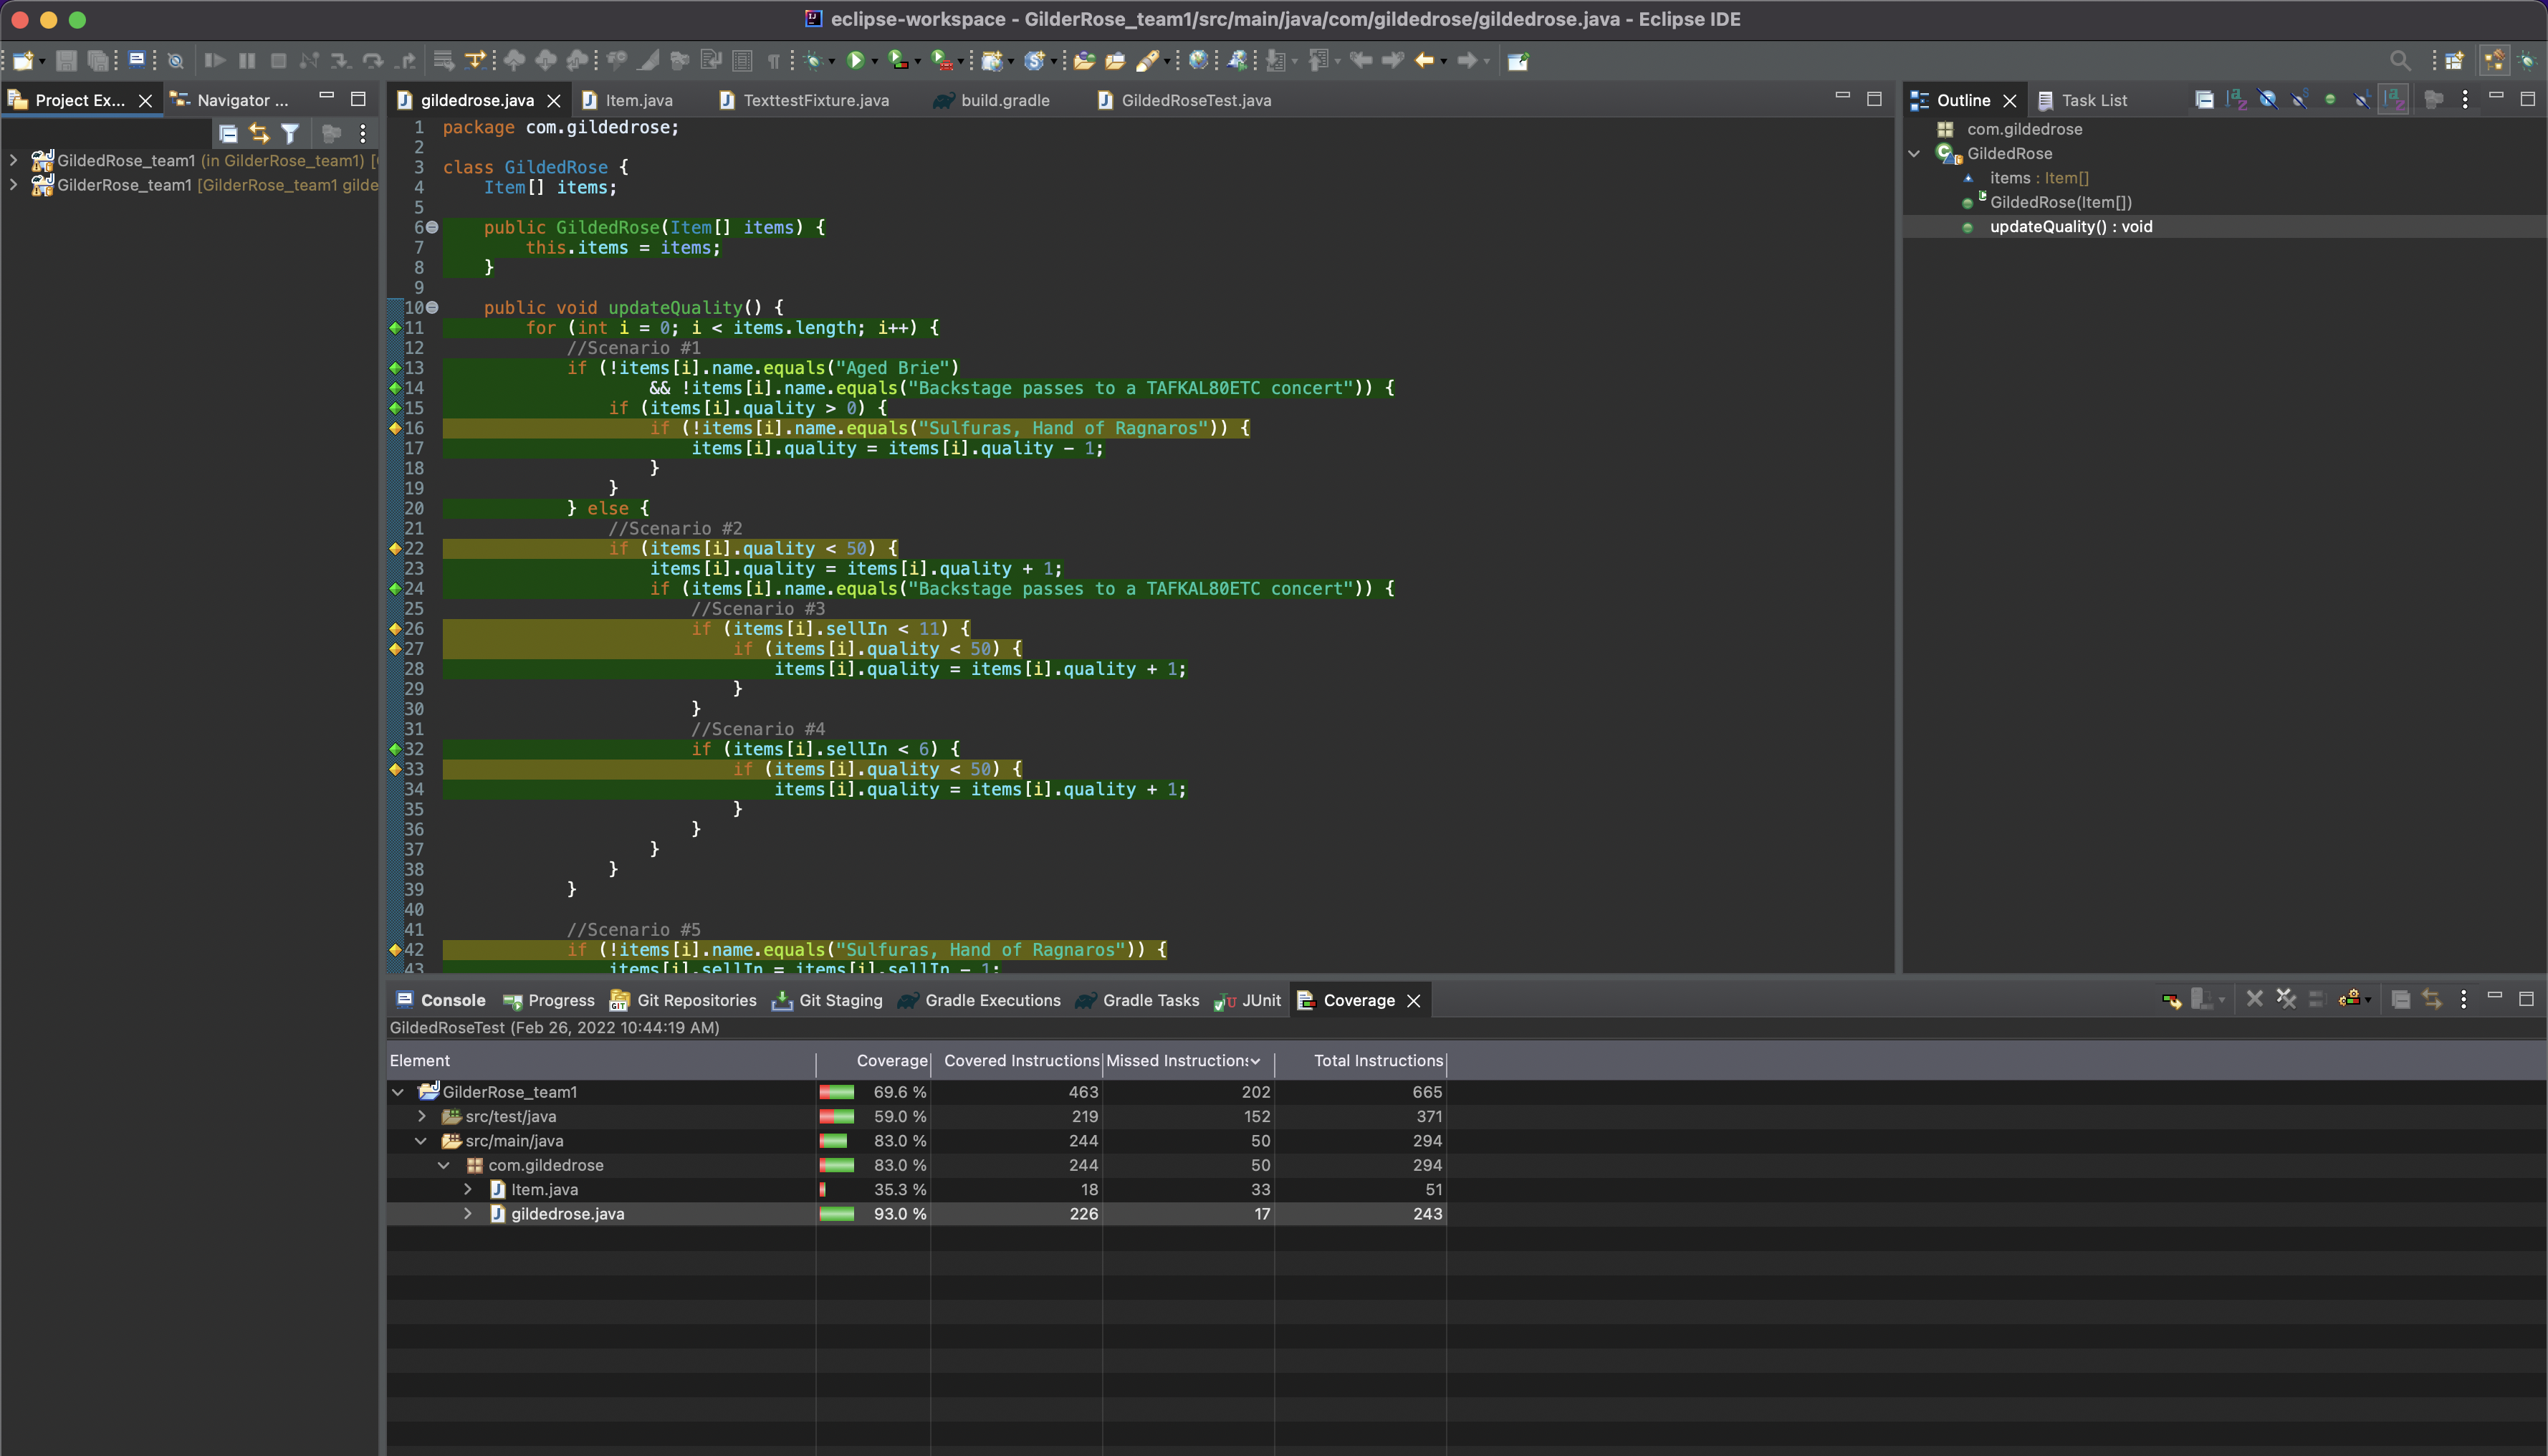 eclipse-workspace - GilderRose_team1/src/main/java/com/gildedrose/gildedrose.java - Eclipse IDE
Project Ex...
Navigator ...
GildedRose_team1 (in GilderRose_team1) [
GilderRose_team1 [GilderRose_team1 gilde
gildedrose.java
Item.java
TexttestFixture.java
build.gradle
GildedRoseTest.java
1 package com.gildedrose;
2
3 class GildedRose {
4 Item[] items;
5
6 public GildedRose(Item[] items) {
7 this.items = items;
8 }
9
10 public void updateQuality() {
11 for (int i = 0; i < items.length; i++) {
12 //Scenario #1
13 if (!items[i].name.equals("Aged Brie")
14 && !items[i].name.equals("Backstage passes to a TAFKAL80ETC concert")) {
15 if (items[i].quality > 0) {
16 if (!items[i].name.equals("Sulfuras, Hand of Ragnaros")) {
17 items[i].quality = items[i].quality - 1;
18 }
19 }
20 } else {
21 //Scenario #2
22 if (items[i].quality < 50) {
23 items[i].quality = items[i].quality + 1;
24 if (items[i].name.equals("Backstage passes to a TAFKAL80ETC concert")) {
25 //Scenario #3
26 if (items[i].sellIn < 11) {
27 if (items[i].quality < 50) {
28 items[i].quality = items[i].quality + 1;
29 }
30 }
31 //Scenario #4
32 if (items[i].sellIn < 6) {
33 if (items[i].quality < 50) {
34 items[i].quality = items[i].quality + 1;
35 }
36 }
37 }
38 }
39 }
40
41 //Scenario #5
42 if (!items[i].name.equals("Sulfuras, Hand of Ragnaros")) {
43 items[i].sellIn = items[i].sellIn - 1;
Outline
Task List
com.gildedrose
GildedRose
items : Item[]
GildedRose(Item[])
updateQuality() : void
Console
Progress
Git Repositories
Git Staging
Gradle Executions
Gradle Tasks
JUnit
Coverage
GildedRoseTest (Feb 26, 2022 10:44:19 AM)
Element Coverage Covered Instructions Missed Instructions Total Instructions
GilderRose_team1 69.6 % 463 202 665
src/test/java 59.0 % 219 152 371
src/main/java 83.0 % 244 50 294
com.gildedrose 83.0 % 244 50 294
Item.java 35.3 % 18 33 51
gildedrose.java 93.0 % 226 17 243